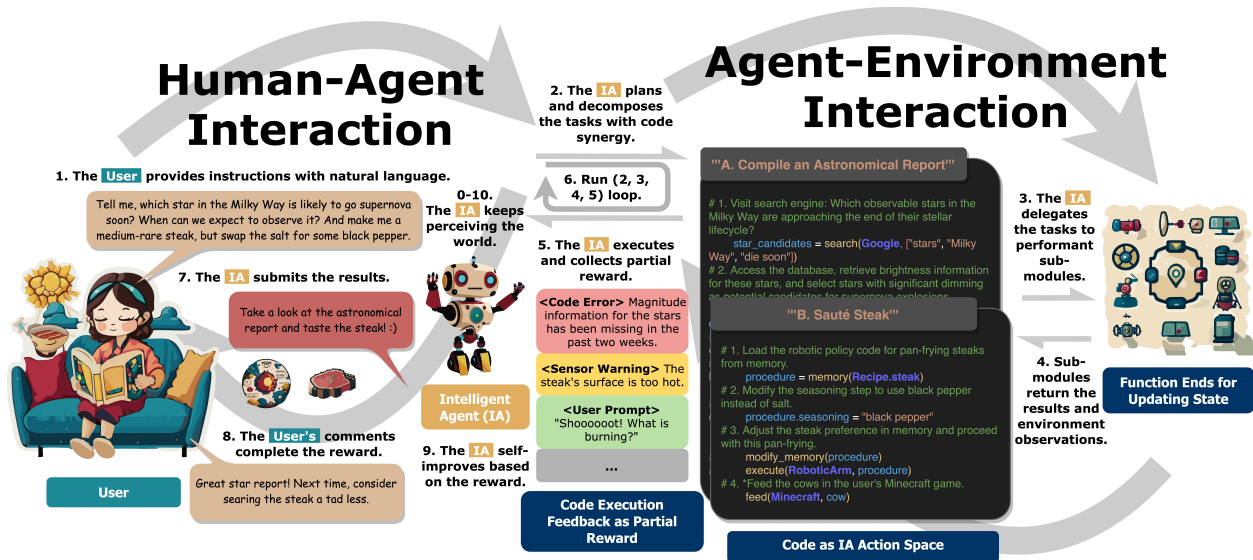 Human-Agent
Interaction
Agent-Environment
Interaction
1. The User provides instructions with natural language.
Tell me, which star in the Milky Way is likely to go supernova
soon? When can we expect to observe it? And make me a
medium-rare steak, but swap the salt for some black pepper.
7. The IA submits the results.
Take a look at the astronomical
report and taste the steak! :)
8. The User's comments
complete the reward.
Great star report! Next time, consider
searing the steak a tad less.
User
0-10.
The IA keeps
perceiving the
world.
Intelligent
Agent (IA)
9. The IA self-
improves based
on the reward.
2. The IA plans
and decomposes
the tasks with code
synergy.
6. Run (2, 3,
4, 5) loop.
5. The IA executes
and collects partial
reward.
<Code Error> Magnitude
information for the stars
has been missing in the
past two weeks.
<Sensor Warning> The
steak's surface is too hot.
<User Prompt>
"Shoooooot! What is
burning?"
...
Code Execution
Feedback as Partial
Reward
'"A. Compile an Astronomical Report"'
# 1. Visit search engine: Which observable stars in the
Milky Way are approaching the end of their stellar
lifecycle?
star_candidates = search(Google, ["stars", "Milky
Way", "die soon"])
# 2. Access the database, retrieve brightness information
for these stars, and select stars with significant dimming
as potential candidates for supernova explosions.
'"B. Sauté Steak"'
# 1. Load the robotic policy code for pan-frying steaks
from memory.
procedure = memory(Recipe.steak)
# 2. Modify the seasoning step to use black pepper
instead of salt.
procedure.seasoning = "black pepper"
# 3. Adjust the steak preference in memory and proceed
with this pan-frying.
modify_memory(procedure)
execute(RoboticArm, procedure)
# 4. *Feed the cows in the user's Minecraft game.
feed(Minecraft, cow)
Code as IA Action Space
3. The IA
delegates
the tasks to
performant
sub-
modules.
4. Sub-
modules
return the
results and
environment
observations.
Function Ends for
Updating State